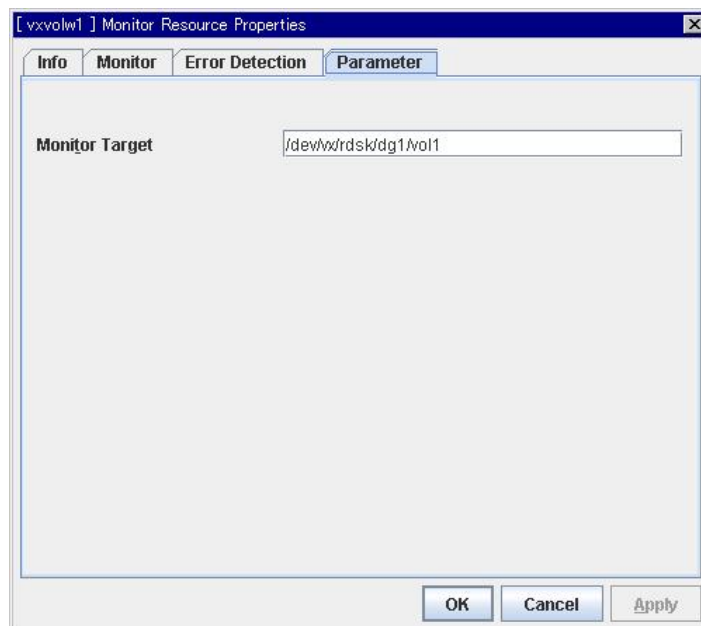 [ vxvolw1 ] Monitor Resource Properties
Info Monitor Error Detection Parameter
Monitor Target /dev/vx/rdsk/dg1/vol1
OK Cancel Apply